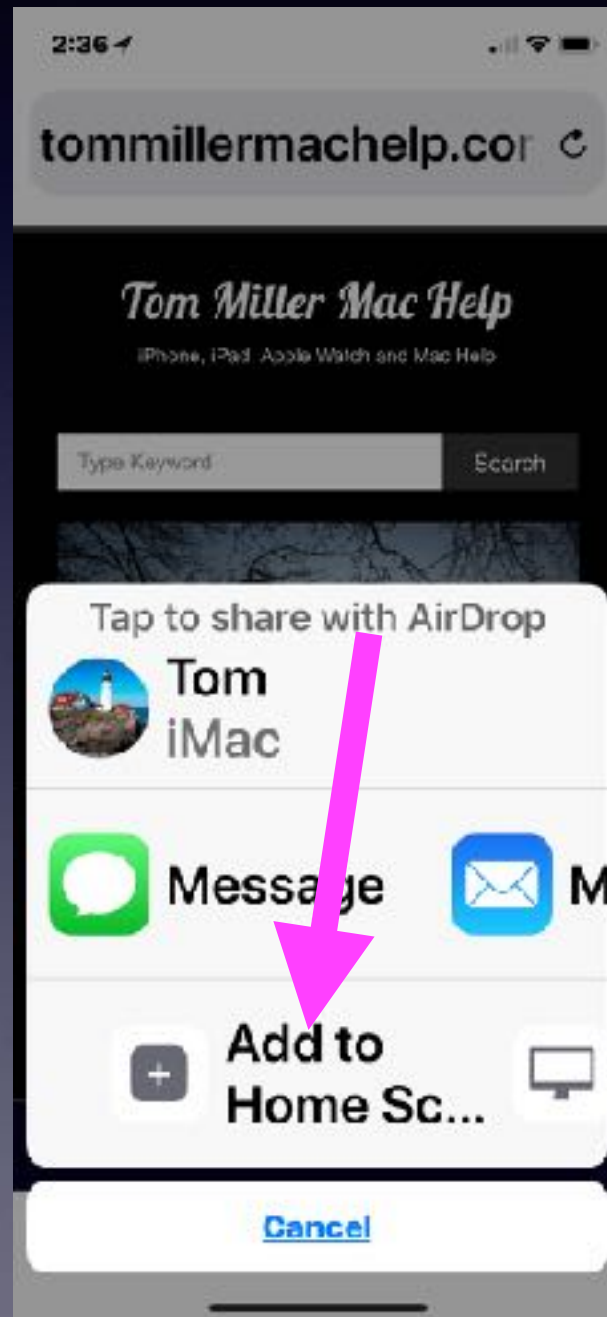 2:36
tommillermachelp.cor
Tom Miller Mac Help
iPhone, iPad Apple Watch and Mac Help
Type Keyword
Search
Tap to share with AirDrop
Tom
iMac
Message
M
Add to
Home Sc...
Cancel